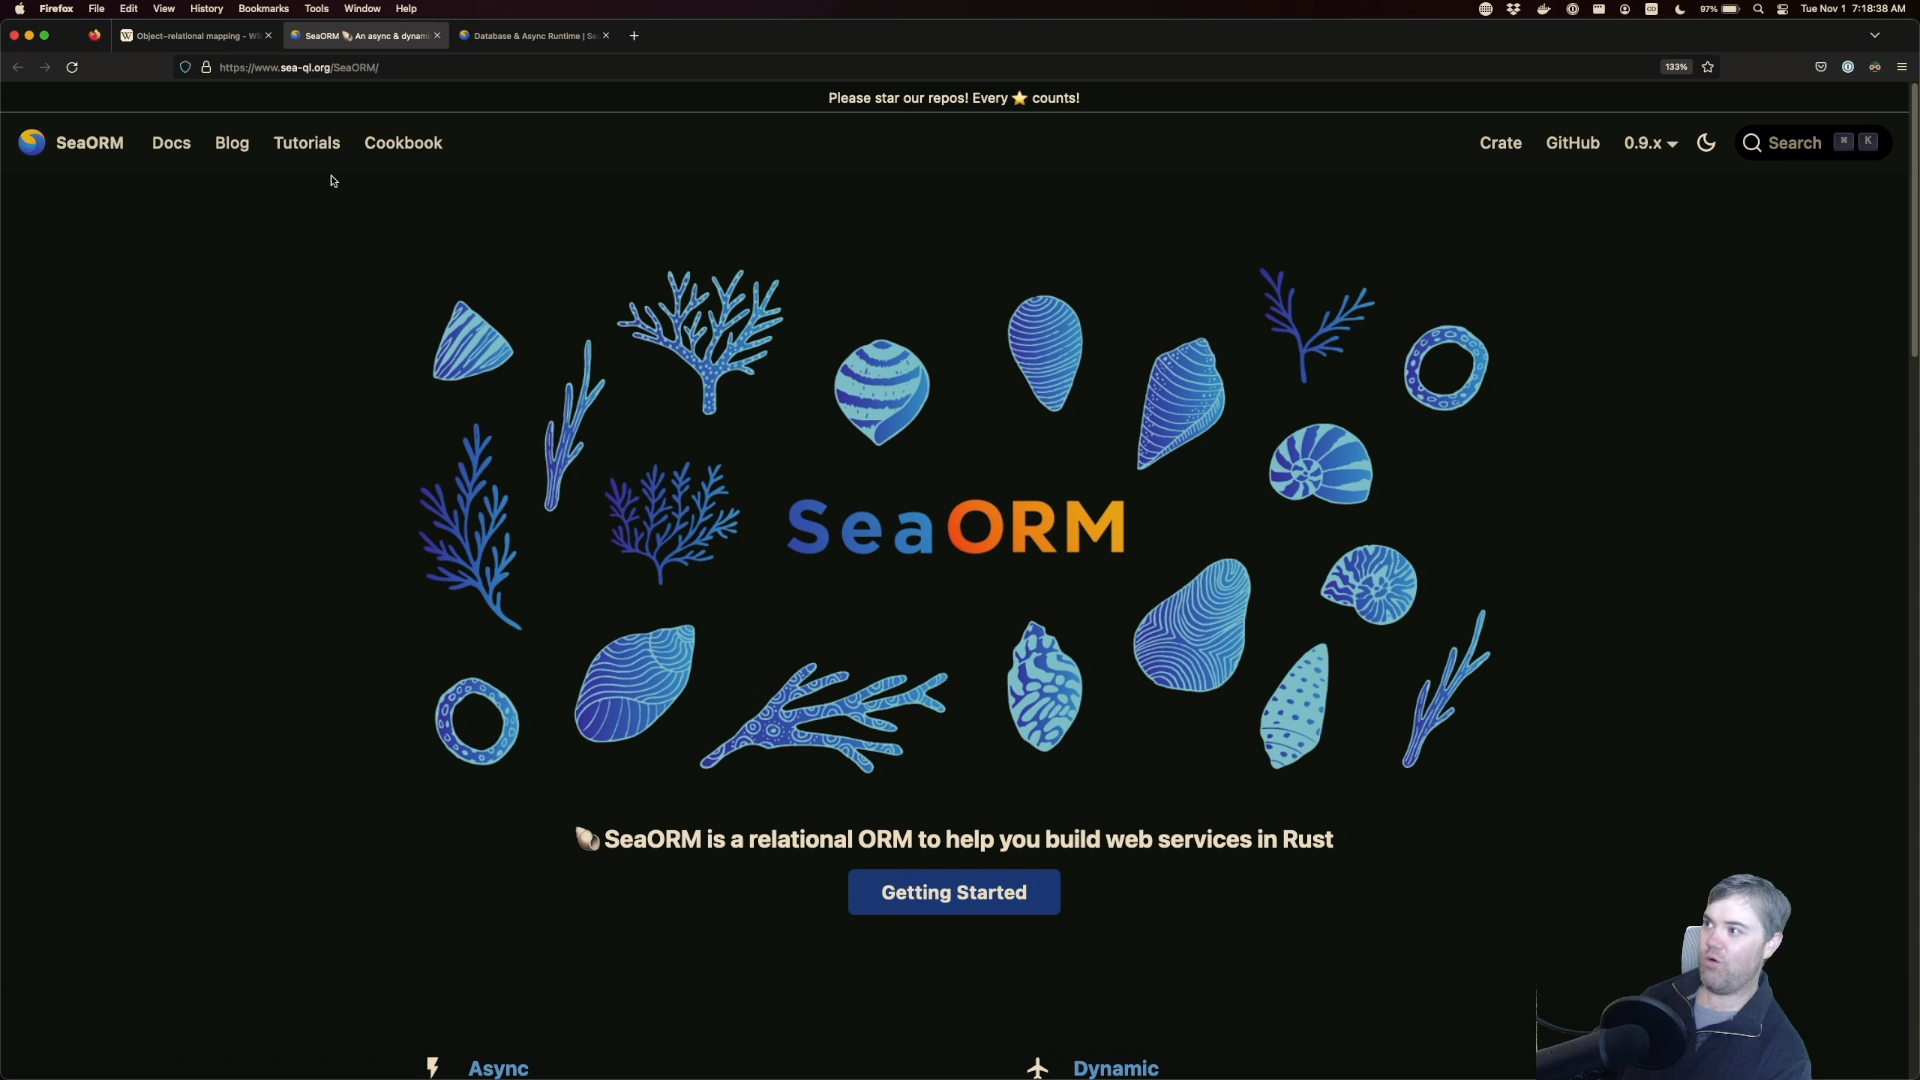 Firefox File Edit View History Bookmarks Tools Window Help
97% Tue Nov 1 7:18:38 AM
Object-relational mapping - Wi
SeaORM An async & dynam
Database & Async Runtime | Se
https://www.sea-ql.org/SeaORM/
133%
Please star our repos! Every ⭐ counts!
SeaORM Docs Blog Tutorials Cookbook
Crate GitHub 0.9.x Search ⌘ K
SeaORM
🐚 SeaORM is a relational ORM to help you build web services in Rust
Getting Started
Async
Dynamic